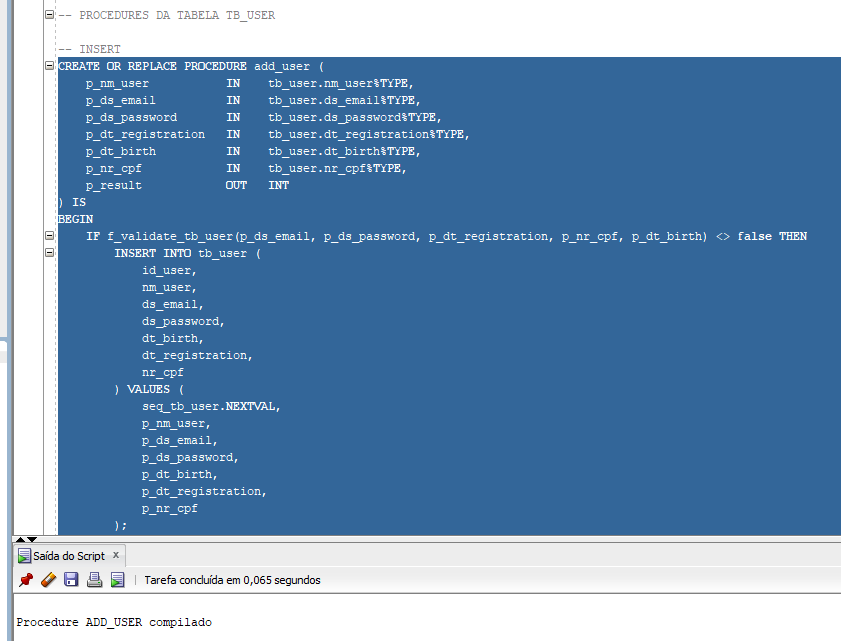 -- PROCEDURES DA TABELA TB_USER
-- INSERT
CREATE OR REPLACE PROCEDURE add_user (
    p_nm_user           IN    tb_user.nm_user%TYPE,
    p_ds_email          IN    tb_user.ds_email%TYPE,
    p_ds_password       IN    tb_user.ds_password%TYPE,
    p_dt_registration   IN    tb_user.dt_registration%TYPE,
    p_dt_birth          IN    tb_user.dt_birth%TYPE,
    p_nr_cpf            IN    tb_user.nr_cpf%TYPE,
    p_result            OUT   INT
) IS
BEGIN
    IF f_validate_tb_user(p_ds_email, p_ds_password, p_dt_registration, p_nr_cpf, p_dt_birth) <> false THEN
        INSERT INTO tb_user (
            id_user,
            nm_user,
            ds_email,
            ds_password,
            dt_birth,
            dt_registration,
            nr_cpf
        ) VALUES (
            seq_tb_user.NEXTVAL,
            p_nm_user,
            p_ds_email,
            p_ds_password,
            p_dt_birth,
            p_dt_registration,
            p_nr_cpf
        );
Saída do Script x
Tarefa concluída em 0,065 segundos
Procedure ADD_USER compilado